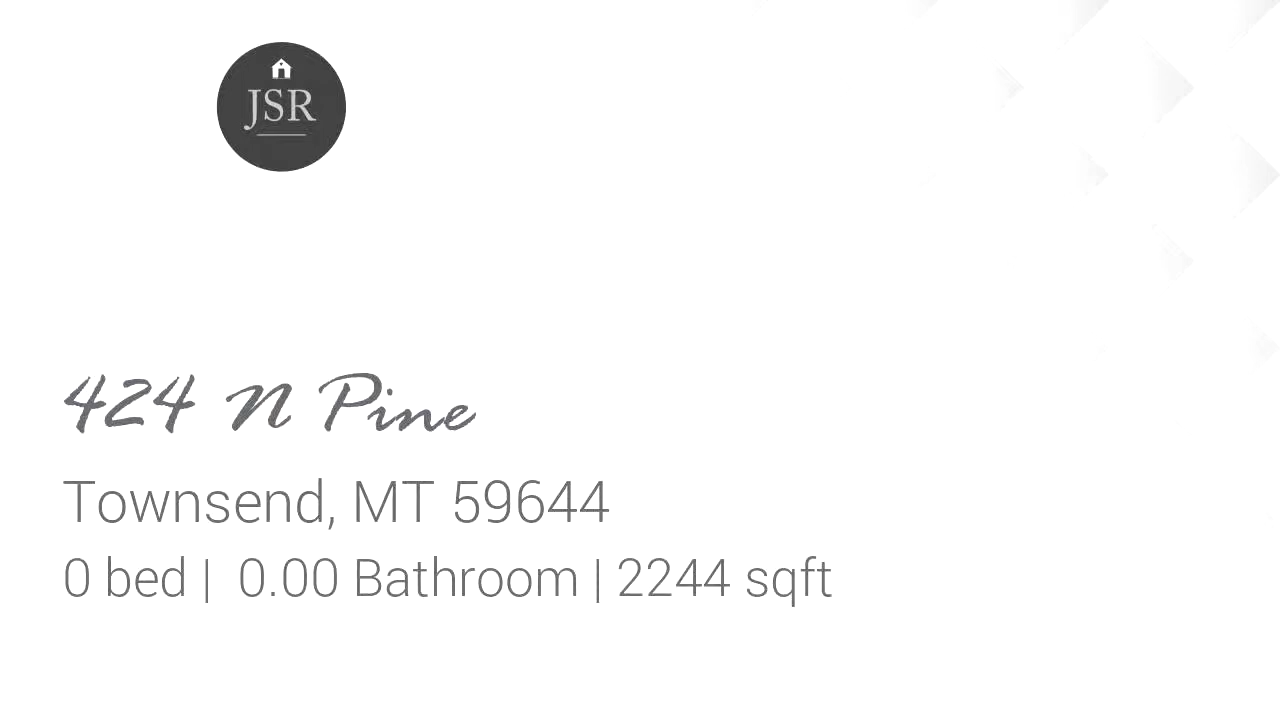 JSR
424 N Pine
Townsend, MT 59644
0 bed |  0.00 Bathroom | 2244 sqft